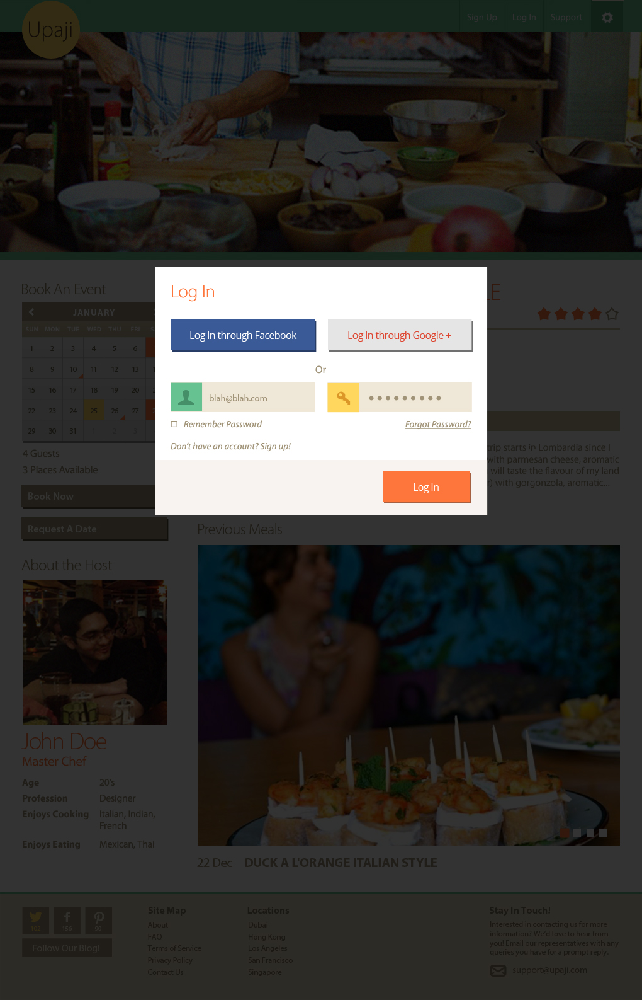 Upaji
Sign Up
Log In
Support
Book An Event
JANUARY
SUN MON TUE WED THU FRI
1 2 3 4 5 6
8 9 10 11 12 13
15 16 17 18 19 20
22 23 24 25 26 27
29 30 31 1 2 3
4 Guests
3 Places Available
Book Now
Request A Date
Log In
Log in through Facebook
Log in through Google +
Or
blah@blah.com
Remember Password
Forgot Password?
Don't have an account? Sign up!
Log In
LE
trip starts in Lombardia since I
with parmesan cheese, aromatic
will taste the flavour of my land
) with gorgonzola, aromatic...
Previous Meals
22 Dec DUCK A L'ORANGE ITALIAN STYLE
About the Host
John Doe
Master Chef
Age 20's
Profession Designer
Enjoys Cooking Italian, Indian,
French
Enjoys Eating Mexican, Thai
102
156
90
Follow Our Blog!
Site Map
About
FAQ
Terms of Service
Privacy Policy
Contact Us
Locations
Dubai
Hong Kong
Los Angeles
San Francisco
Singapore
Stay In Touch!
Interested in contacting us for more
information? We'd love to hear from
you! Email our representatives with any
queries you have for a prompt reply.
support@upaji.com